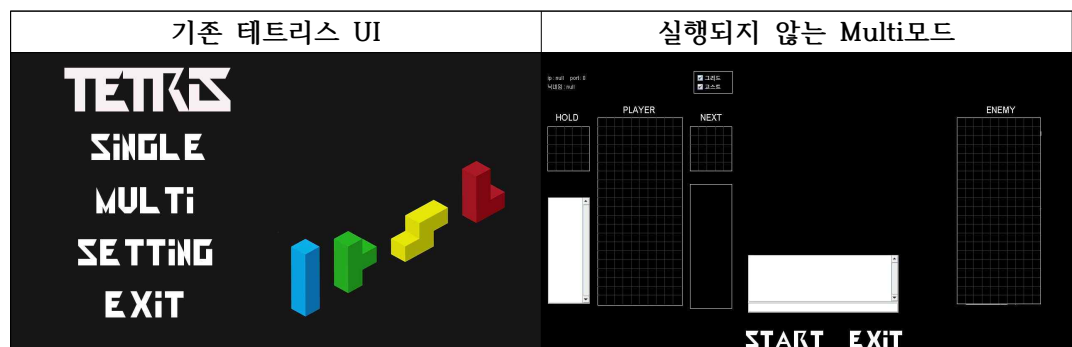 기존 테트리스 UI
실행되지 않는 Multi모드
TETRiS
SiNGLE
MULTi
SETTiNG
EXiT
ip : null port : 0
닉네임 : null
그리드
고스트
HOLD
PLAYER
NEXT
ENEMY
START EXiT